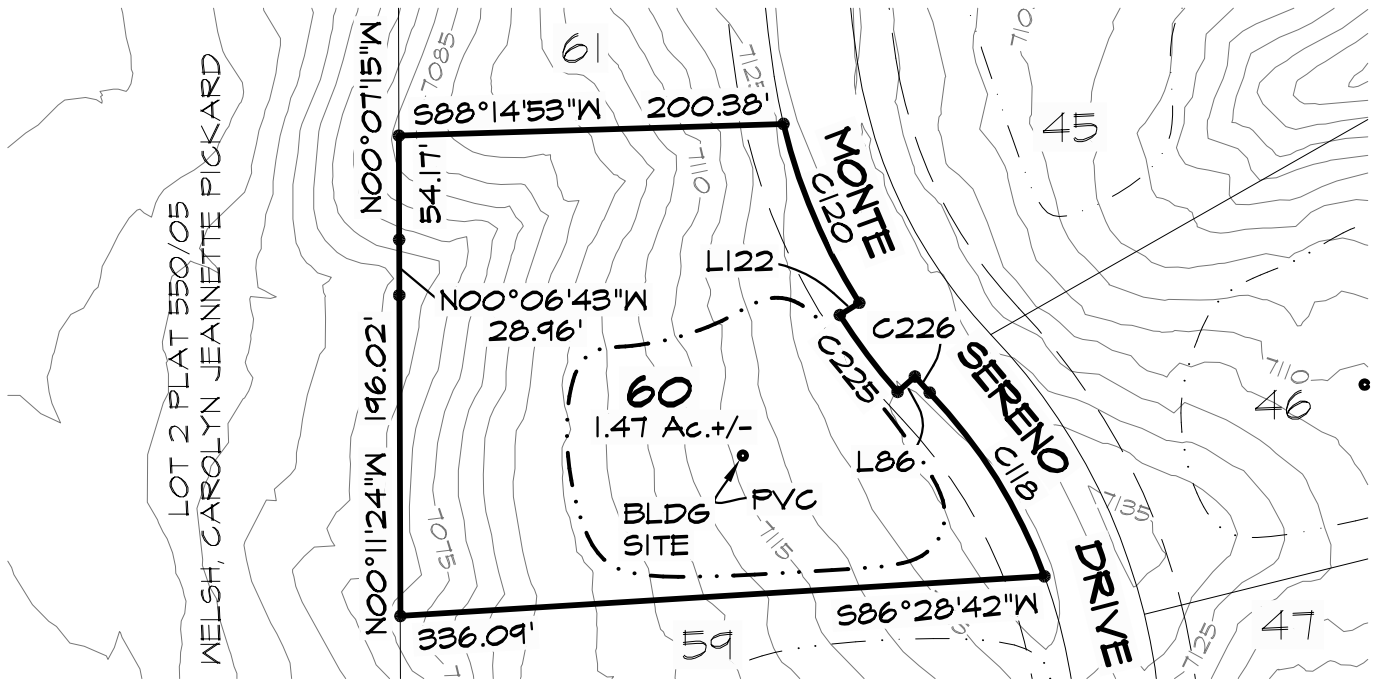 61
7085
7125
710
45
S88°14'53"W 200.38'
N00°07'15"W
54.17'
7110
MONTE
C120
LOT 2 PLAT 550/05
WELSH, CAROLYN JEANNETTE PICKARD
L122
N00°06'43"W
28.96'
C226
C225
SERENO
60
1.47 Ac.+/-
7110
46
196.02'
N00°11'24"W
L86
C118
BLDG
SITE
PVC
7075
7115
7135
DRIVE
S86°28'42"W
336.09'
59
47
7125